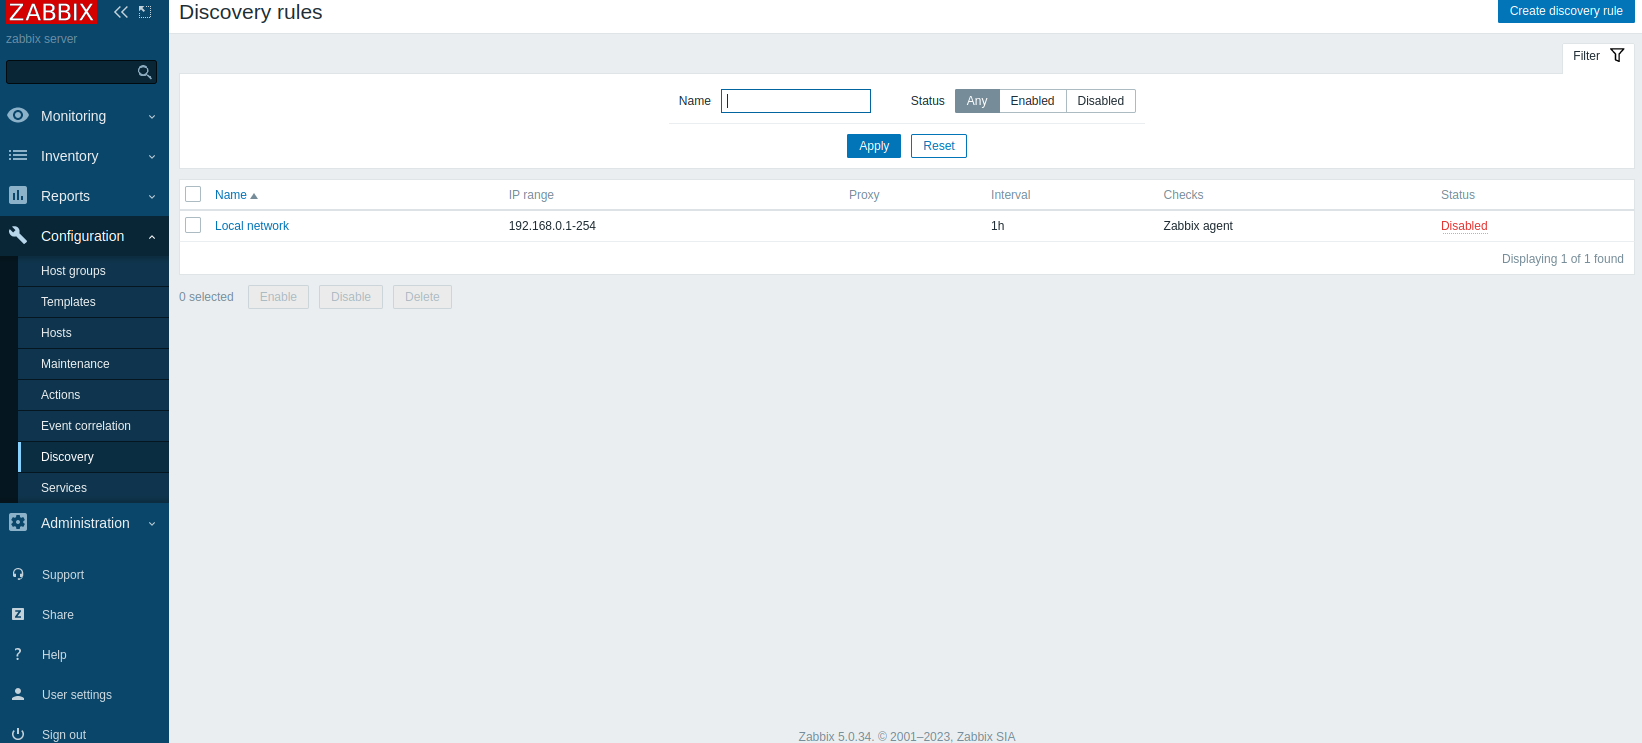 ZABBIX
zabbix server
Monitoring
Inventory
Reports
Configuration
Host groups
Templates
Hosts
Maintenance
Actions
Event correlation
Discovery
Services
Administration
Support
Share
Help
User settings
Sign out
Discovery rules
Create discovery rule
Filter
Name Status Any Enabled Disabled
Apply Reset
Name IP range Proxy Interval Checks Status
Local network 192.168.0.1-254 1h Zabbix agent Disabled
Displaying 1 of 1 found
0 selected Enable Disable Delete
Zabbix 5.0.34. © 2001–2023, Zabbix SIA